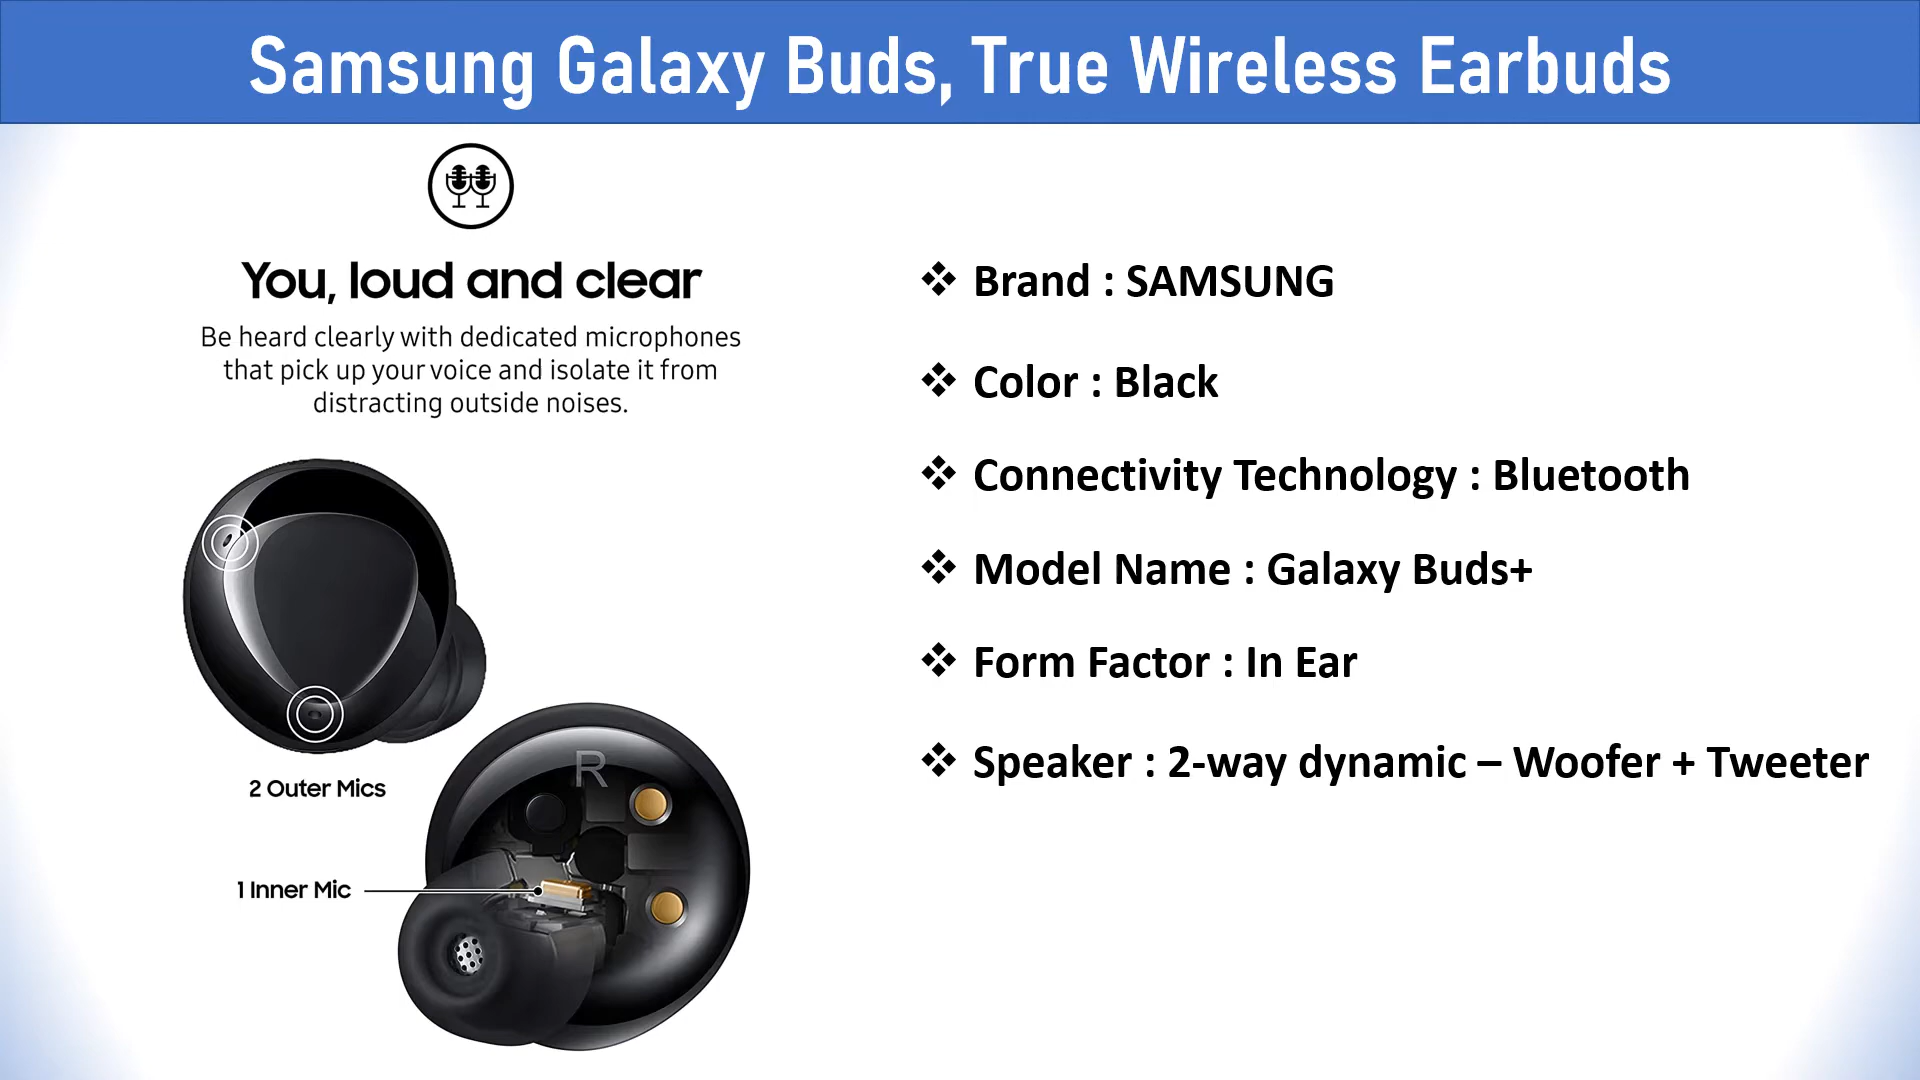 Samsung Galaxy Buds, True Wireless Earbuds
You, loud and clear
Be heard clearly with dedicated microphones
that pick up your voice and isolate it from
distracting outside noises.
2 Outer Mics
R
1 Inner Mic
❖ Brand : SAMSUNG
❖ Color : Black
❖ Connectivity Technology : Bluetooth
❖ Model Name : Galaxy Buds+
❖ Form Factor : In Ear
❖ Speaker : 2-way dynamic – Woofer + Tweeter